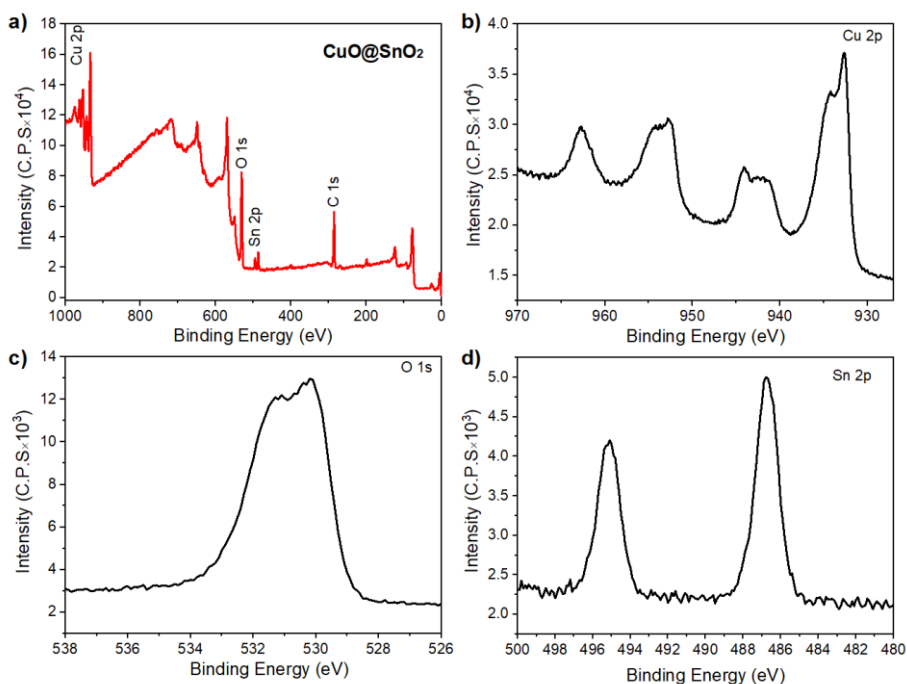 a)
CuO@SnO₂
Cu 2p
O 1s
Sn 2p
C 1s
Intensity (C.P.S×10⁴)
18
16
14
12
10
8
6
4
2
0
1000 800 600 400 200 0
Binding Energy (eV)
b)
Cu 2p
Intensity (C.P.S×10⁴)
4.0
3.5
3.0
2.5
2.0
1.5
970 960 950 940 930
Binding Energy (eV)
c)
O 1s
Intensity (C.P.S×10³)
14
12
10
8
6
4
2
538 536 534 532 530 528 526
Binding Energy (eV)
d)
Sn 2p
Intensity (C.P.S×10³)
5.0
4.5
4.0
3.5
3.0
2.5
2.0
500 498 496 494 492 490 488 486 484 482 480
Binding Energy (eV)